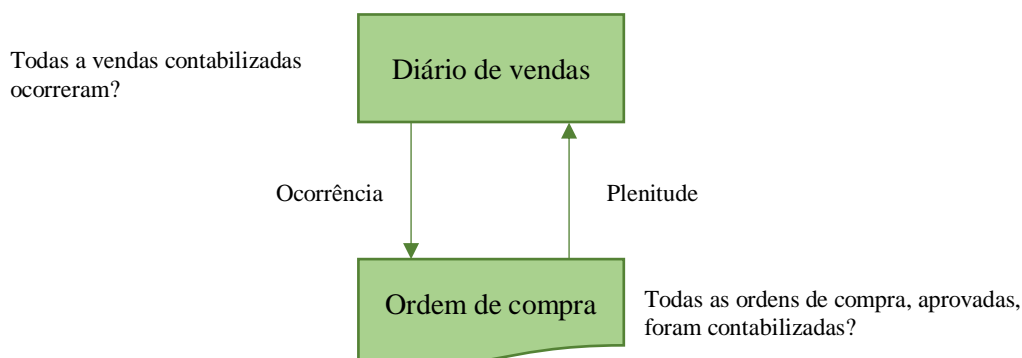 Todas a vendas contabilizadas
ocorreram?
Diário de vendas
Ocorrência
Plenitude
Ordem de compra
Todas as ordens de compra, aprovadas,
foram contabilizadas?